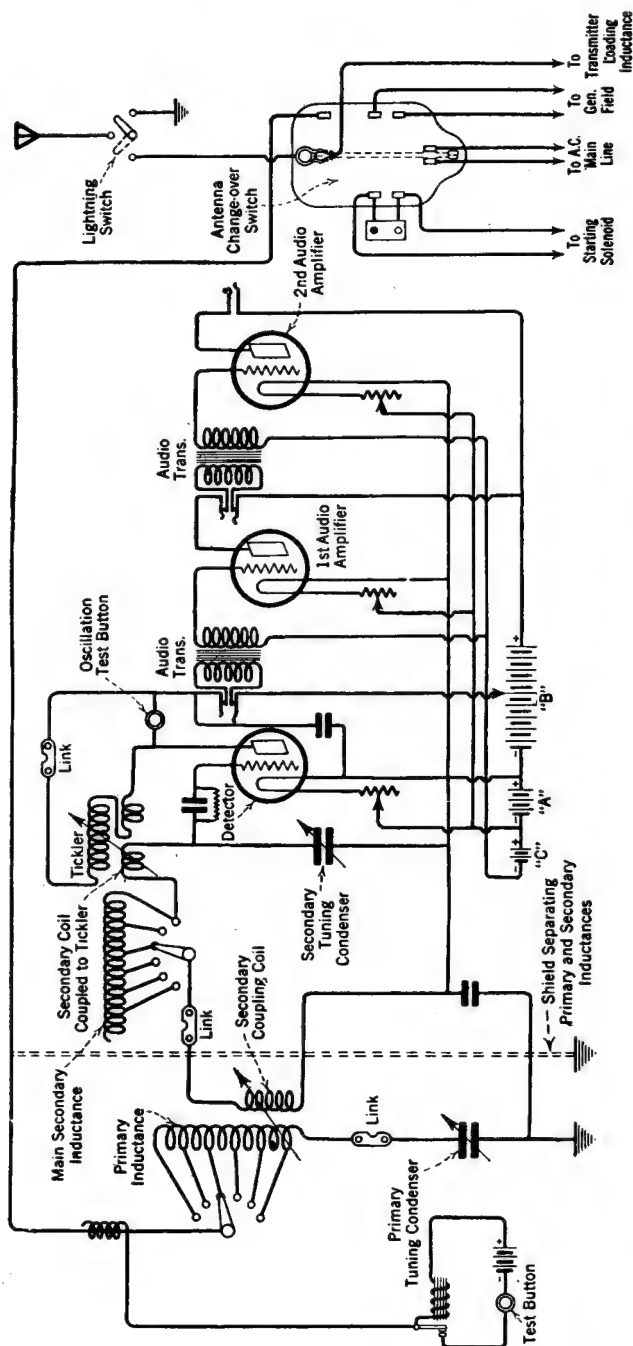 Lightning
Switch
Antenna
Change-over
Switch
To
Transmitter
Loading
Inductance
To
Gen.
Field
To A.C.
Main
Line
To
Starting
Solenoid
2nd Audio
Amplifier
Audio
Trans.
1st Audio
Amplifier
Audio
Trans.
Oscillation
Test Button
Link
Tickler
Detector
Secondary Coil
Coupled to Tickler
Secondary
Tuning
Condenser
- "B" +
- "A" +
- "C" +
Main Secondary
Inductance
Link
Secondary
Coupling Coil
Shield Separating
Primary and Secondary
Inductances
Primary
Inductance
Link
Primary
Tuning Condenser
- +
Test Button